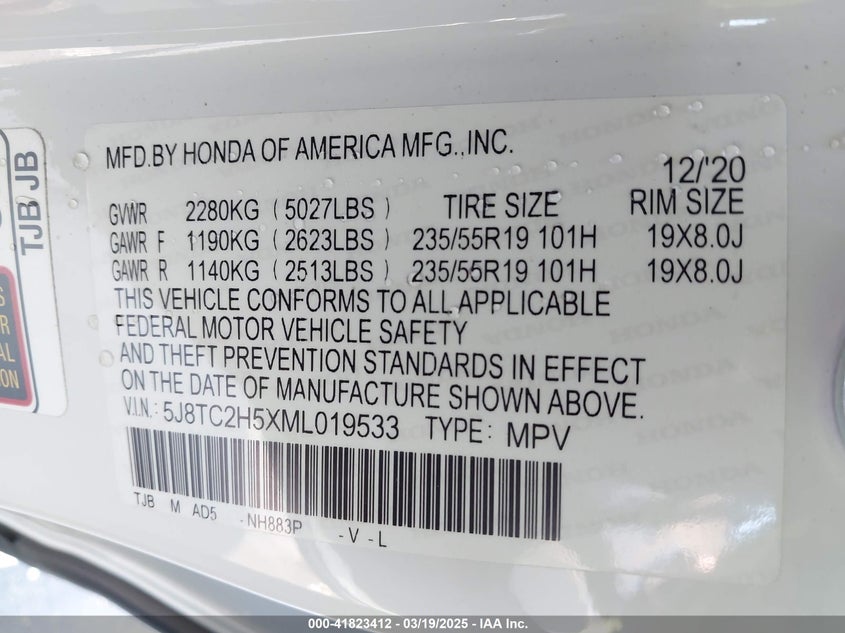 MFD.BY HONDA OF AMERICA MFG.,INC.
12/'20
GVWR 2280KG (5027LBS) TIRE SIZE RIM SIZE
GAWR F 1190KG (2623LBS) 235/55R19 101H 19X8.0J
GAWR R 1140KG (2513LBS) 235/55R19 101H 19X8.0J
THIS VEHICLE CONFORMS TO ALL APPLICABLE
FEDERAL MOTOR VEHICLE SAFETY
AND THEFT PREVENTION STANDARDS IN EFFECT
ON THE DATE OF MANUFACTURE SHOWN ABOVE.
V.I.N.: 5J8TC2H5XML019533 TYPE: MPV
TJB M AD5 -NH883P -V-L
TJB JB
000-41823412 - 03/19/2025 - IAA Inc.